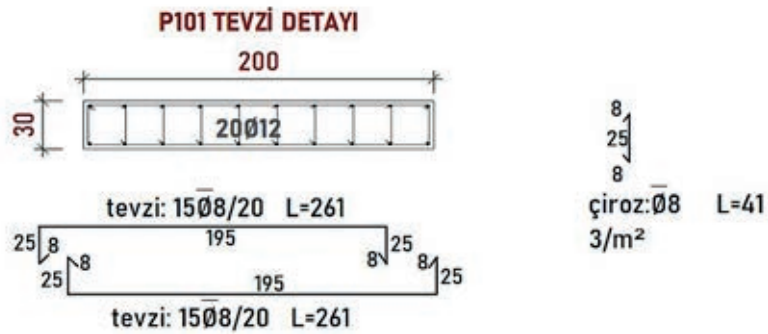 P101 TEVZİ DETAYI
200
30
20Ø12
8
25
8
çiroz:Ø8 L=41
3/m²
tevzi: 15Ø8/20 L=261
195
25 8 8 25
25 8 8 25
195
tevzi: 15Ø8/20 L=261